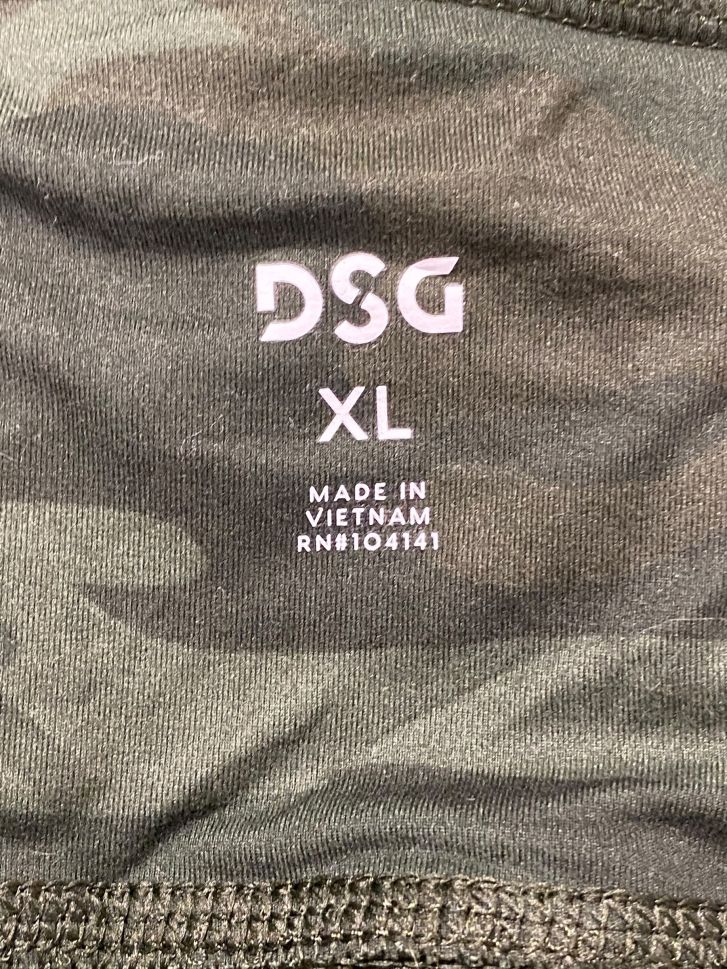 DSG
XL
MADE IN
VIETNAM
RN#104141